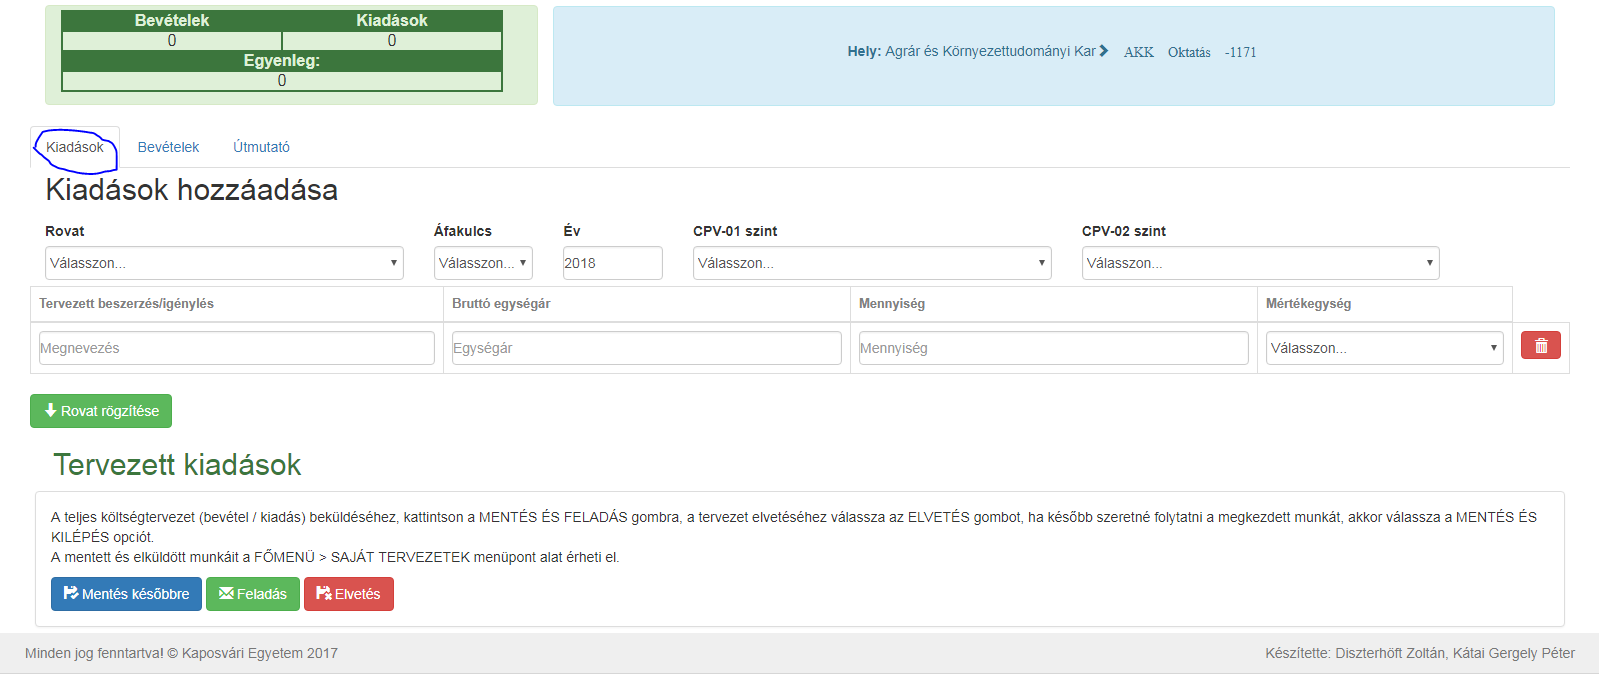 Bevételek Kiadások
0 0
Egyenleg:
0
Hely: Agrár és Környezettudományi Kar AKK Oktatás -1171
Kiadások Bevételek Útmutató
Kiadások hozzáadása
Rovat Áfakulcs Év CPV-01 szint CPV-02 szint
Válasszon... Válasszon... 2018 Válasszon... Válasszon...
Tervezett beszerzés/igénylés Bruttó egységár Mennyiség Mértékegység
Megnevezés Egységár Mennyiség Válasszon...
Rovat rögzítése
Tervezett kiadások
A teljes költségtervezet (bevétel / kiadás) beküldéséhez, kattintson a MENTÉS ÉS FELADÁS gombra, a tervezet elvetéséhez válassza az ELVETÉS gombot, ha később szeretné folytatni a megkezdett munkát, akkor válassza a MENTÉS ÉS
KILÉPÉS opciót.
A mentett és elküldött munkáit a FŐMENÜ > SAJÁT TERVEZETEK menüpont alat érheti el.
Mentés későbbre Feladás Elvetés
Minden jog fenntartva! © Kaposvári Egyetem 2017 Készítette: Diszterhöft Zoltán, Kátai Gergely Péter